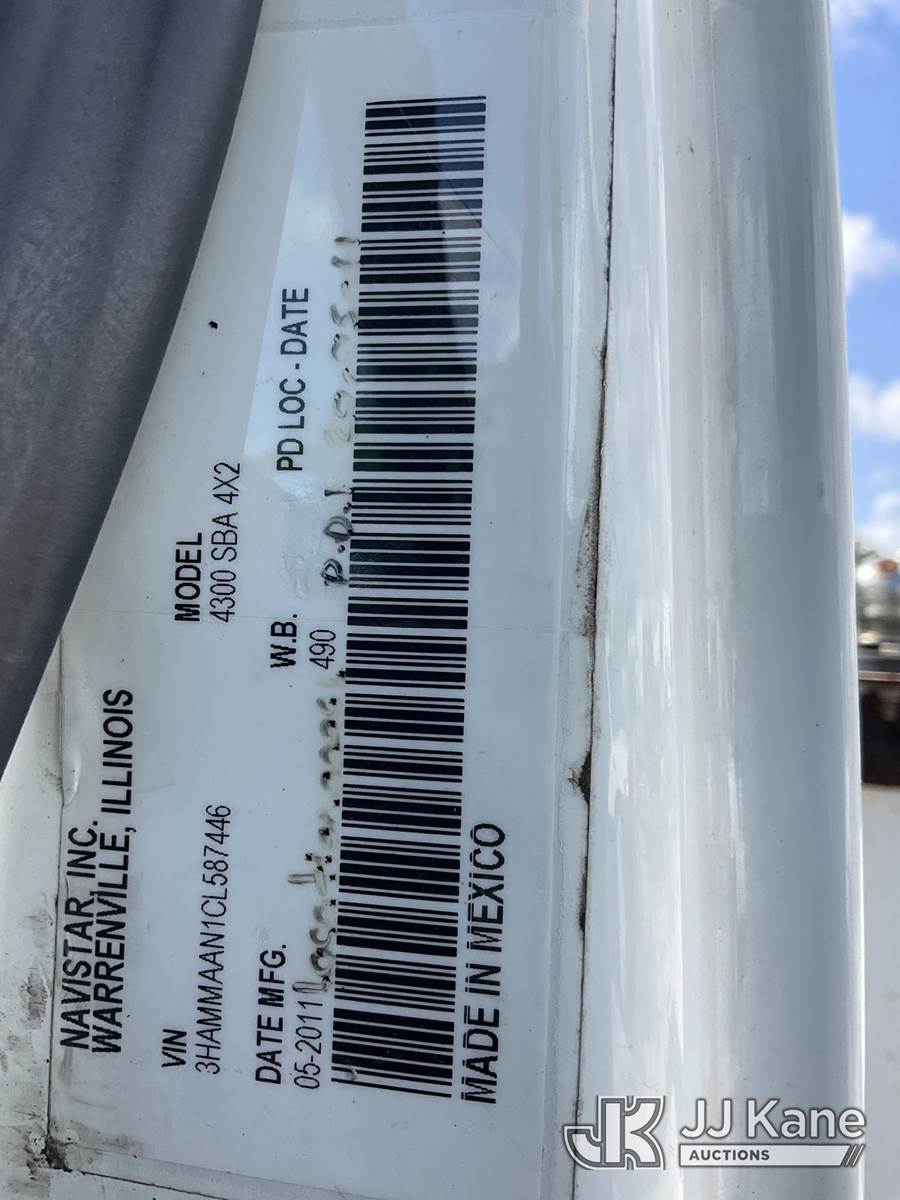 NAVISTAR, INC.
WARRENVILLE, ILLINOIS
VIN
3HAMMAAN1CL587446
MODEL
4300 SBA 4X2
DATE MFG.
05-2011
W.B.
490
PD LOC - DATE
MADE IN MEXICO
JK JJ Kane
AUCTIONS